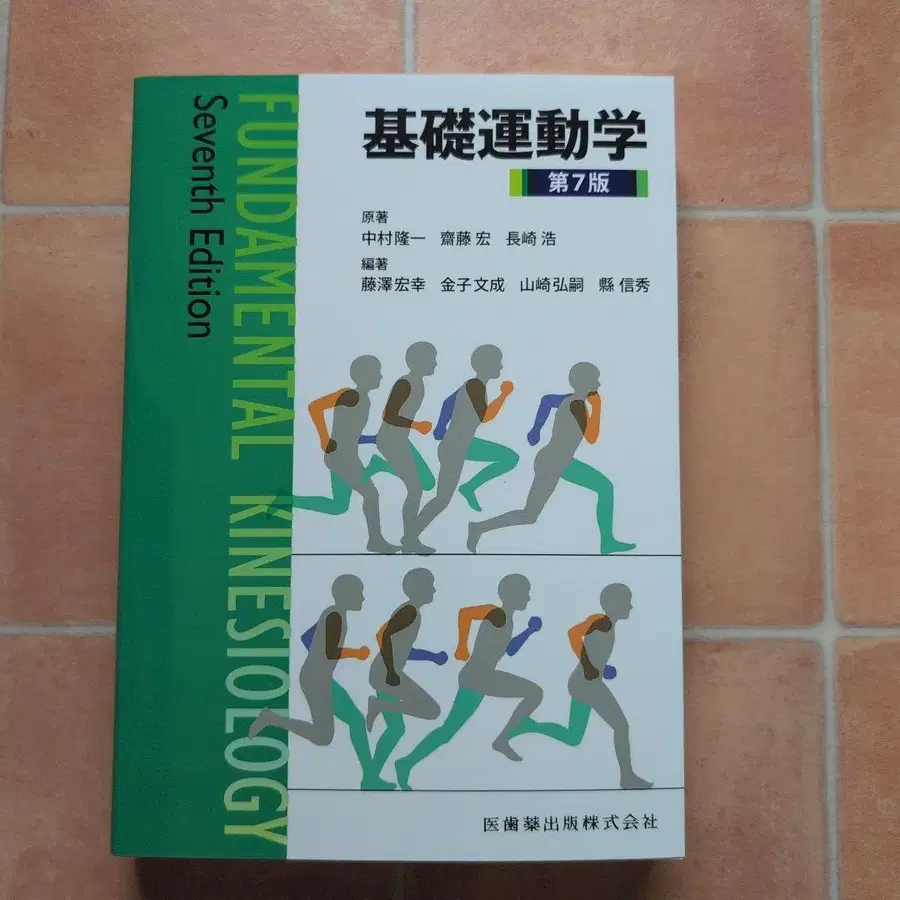 基礎運動学
第7版
原著
中村隆一 齋藤 宏 長崎 浩
編著
藤澤宏幸 金子文成 山崎弘嗣 縣 信秀
FUNDAMENTAL KINESIOLOGY
Seventh Edition
医歯薬出版株式会社